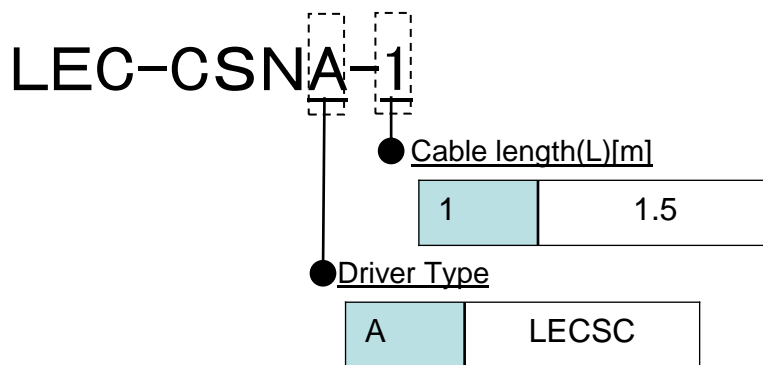 LEC-CSNA-1
Cable length(L)[m]
1 1.5
Driver Type
A LECSC